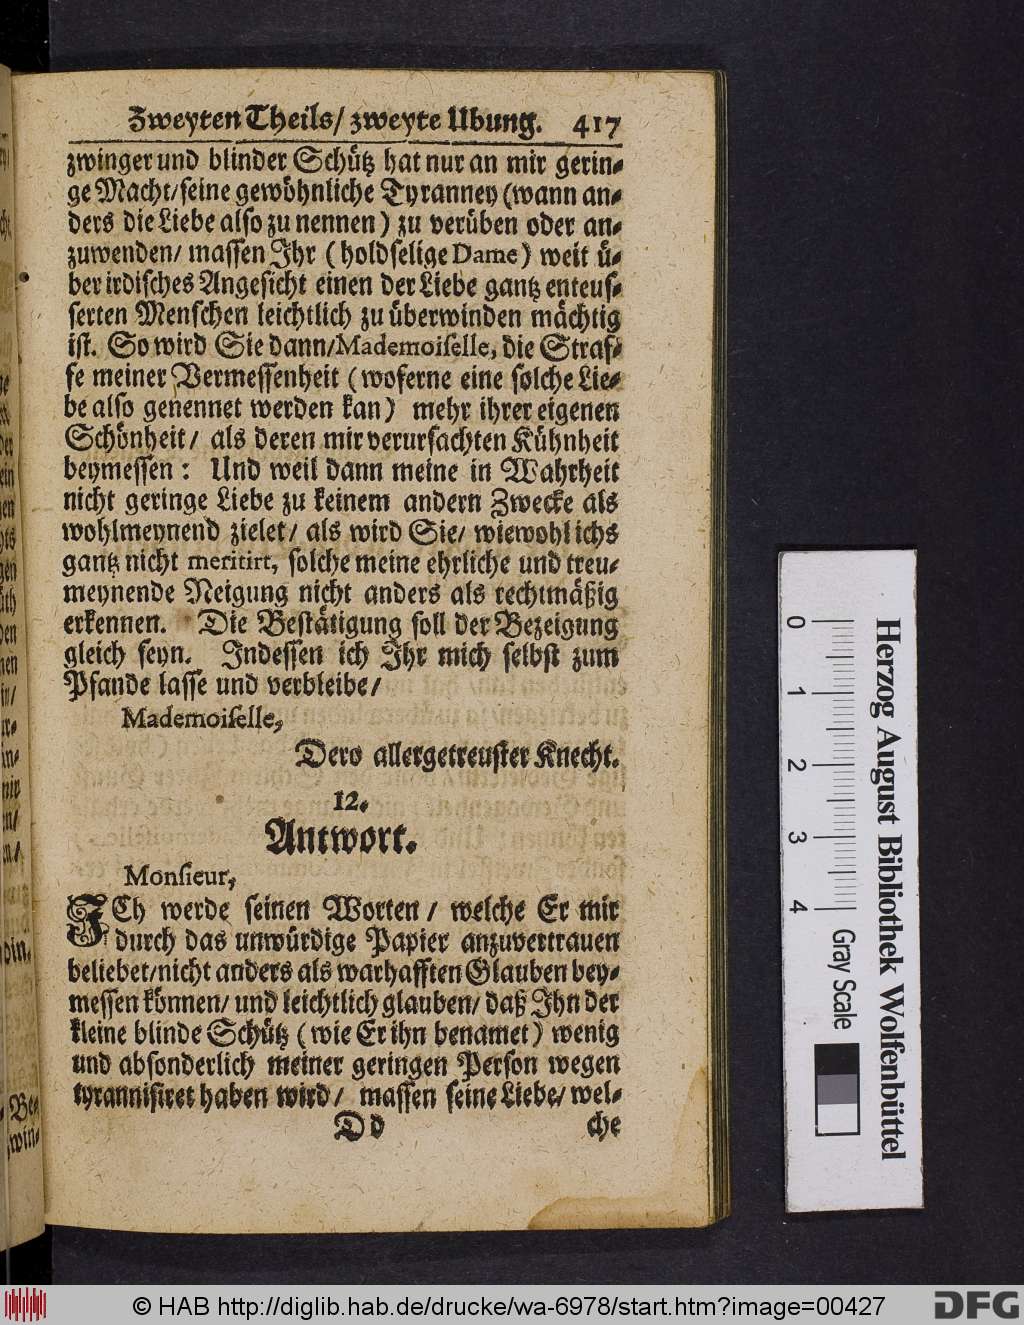 Zweyten Theils/ zweyte Ubung. 417
zwinger und blinder Schütz hat nur an mir gerin-
ge Macht/seine gewöhnliche Tyranney (wann an-
ders die Liebe also zu nennen) zu verüben oder an-
zuwenden/ massen Ihr (holdselige Dame) weit ü-
ber irdisches Angesicht einen der Liebe gantz enteus-
serten Menschen leichtlich zu überwinden mächtig
ist. So wird Sie dann/Mademoiselle, die Straf-
fe meiner Vermessenheit (woferne eine solche Lie-
be also genennet werden kan) mehr ihrer eigenen
Schönheit/ als deren mir verursachten Kühnheit
beymessen: Und weil dann meine in Wahrheit
nicht geringe Liebe zu keinem andern Zwecke als
wohlmeynend zielet/ als wird Sie/ wiewohl ichs
gantz nicht meritirt, solche meine ehrliche und treu-
meynende Neigung nicht anders als rechtmäßig
erkennen. Die Bestätigung soll der Bezeigung
gleich seyn. Indessen ich Ihr mich selbst zum
Pfande lasse und verbleibe/
Mademoiselle,
Dero allergetreuster Knecht.
12.
Antwort.
Monsieur,
ICh werde seinen Worten/ welche Er mir
durch das unwürdige Papier anzuvertrauen
beliebet/nicht anders als warhafften Glauben bey-
messen können/ und leichtlich glauben/ daß Ihn der
kleine blinde Schütz (wie Er ihn benamet) wenig
und absonderlich meiner geringen Person wegen
tyrannisiret haben wird/ massen seine Liebe/ wel-
Dd che
Herzog August Bibliothek Wolfenbüttel
0 1 2 3 4 Gray Scale
© HAB http://diglib.hab.de/drucke/wa-6978/start.htm?image=00427
DFG